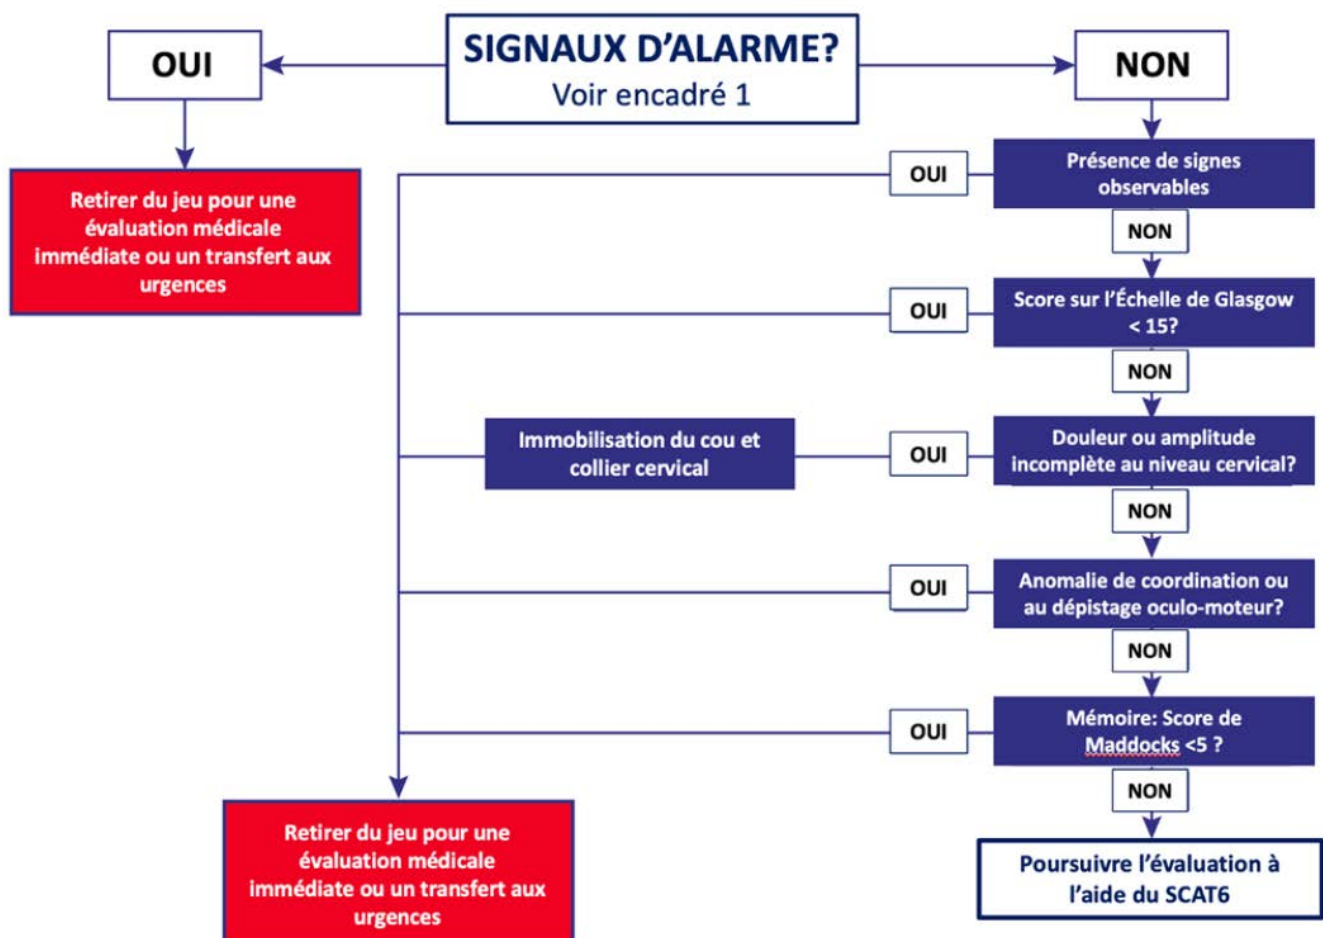 SIGNAUX D'ALARME?
Voir encadré 1
OUI
NON
Retirer du jeu pour une
évaluation médicale
immédiate ou un transfert aux
urgences
Présence de signes
observables
OUI
NON
Score sur l'Échelle de Glasgow
< 15?
OUI
NON
Douleur ou amplitude
incomplète au niveau cervical?
OUI
Immobilisation du cou et
collier cervical
NON
Anomalie de coordination ou
au dépistage oculo-moteur?
OUI
NON
Mémoire: Score de
Maddocks <5 ?
OUI
NON
Retirer du jeu pour une
évaluation médicale
immédiate ou un transfert aux
urgences
Poursuivre l'évaluation à
l'aide du SCAT6